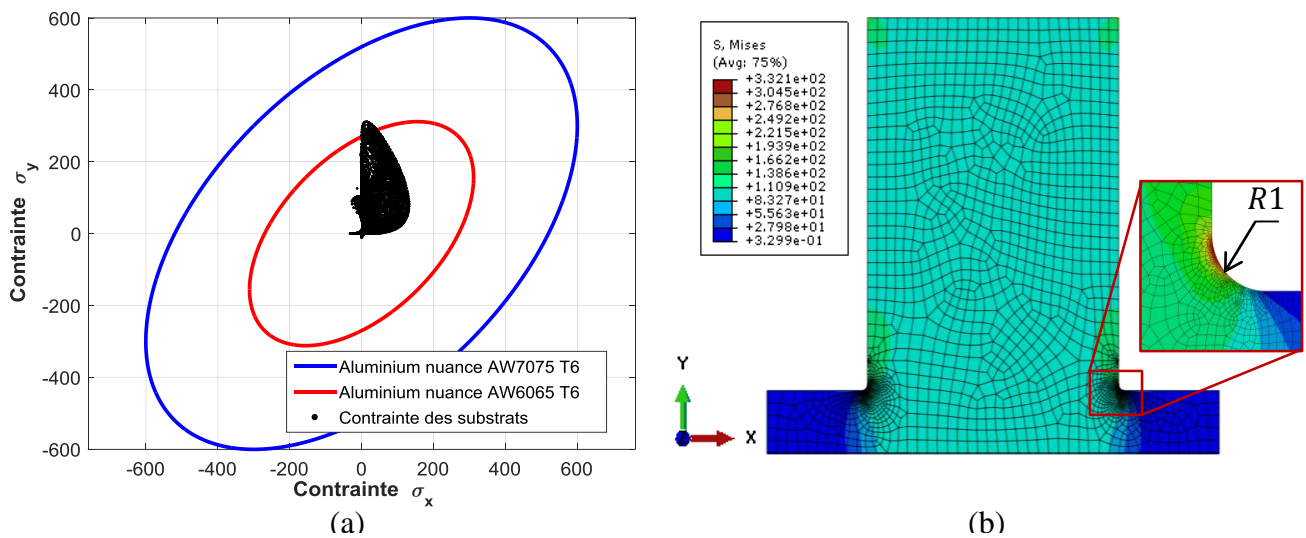 600
400
200
0
-200
-400
-600
-600
-400
-200
0
200
400
600
Contrainte σy
Contrainte σx
Aluminium nuance AW7075 T6
Aluminium nuance AW6065 T6
Contrainte des substrats
(a)
S, Mises
(Avg: 75%)
+3.321e+02
+3.045e+02
+2.768e+02
+2.492e+02
+2.215e+02
+1.939e+02
+1.662e+02
+1.386e+02
+1.109e+02
+8.327e+01
+5.563e+01
+2.798e+01
+3.299e-01
R1
Y
Z
X
(b)